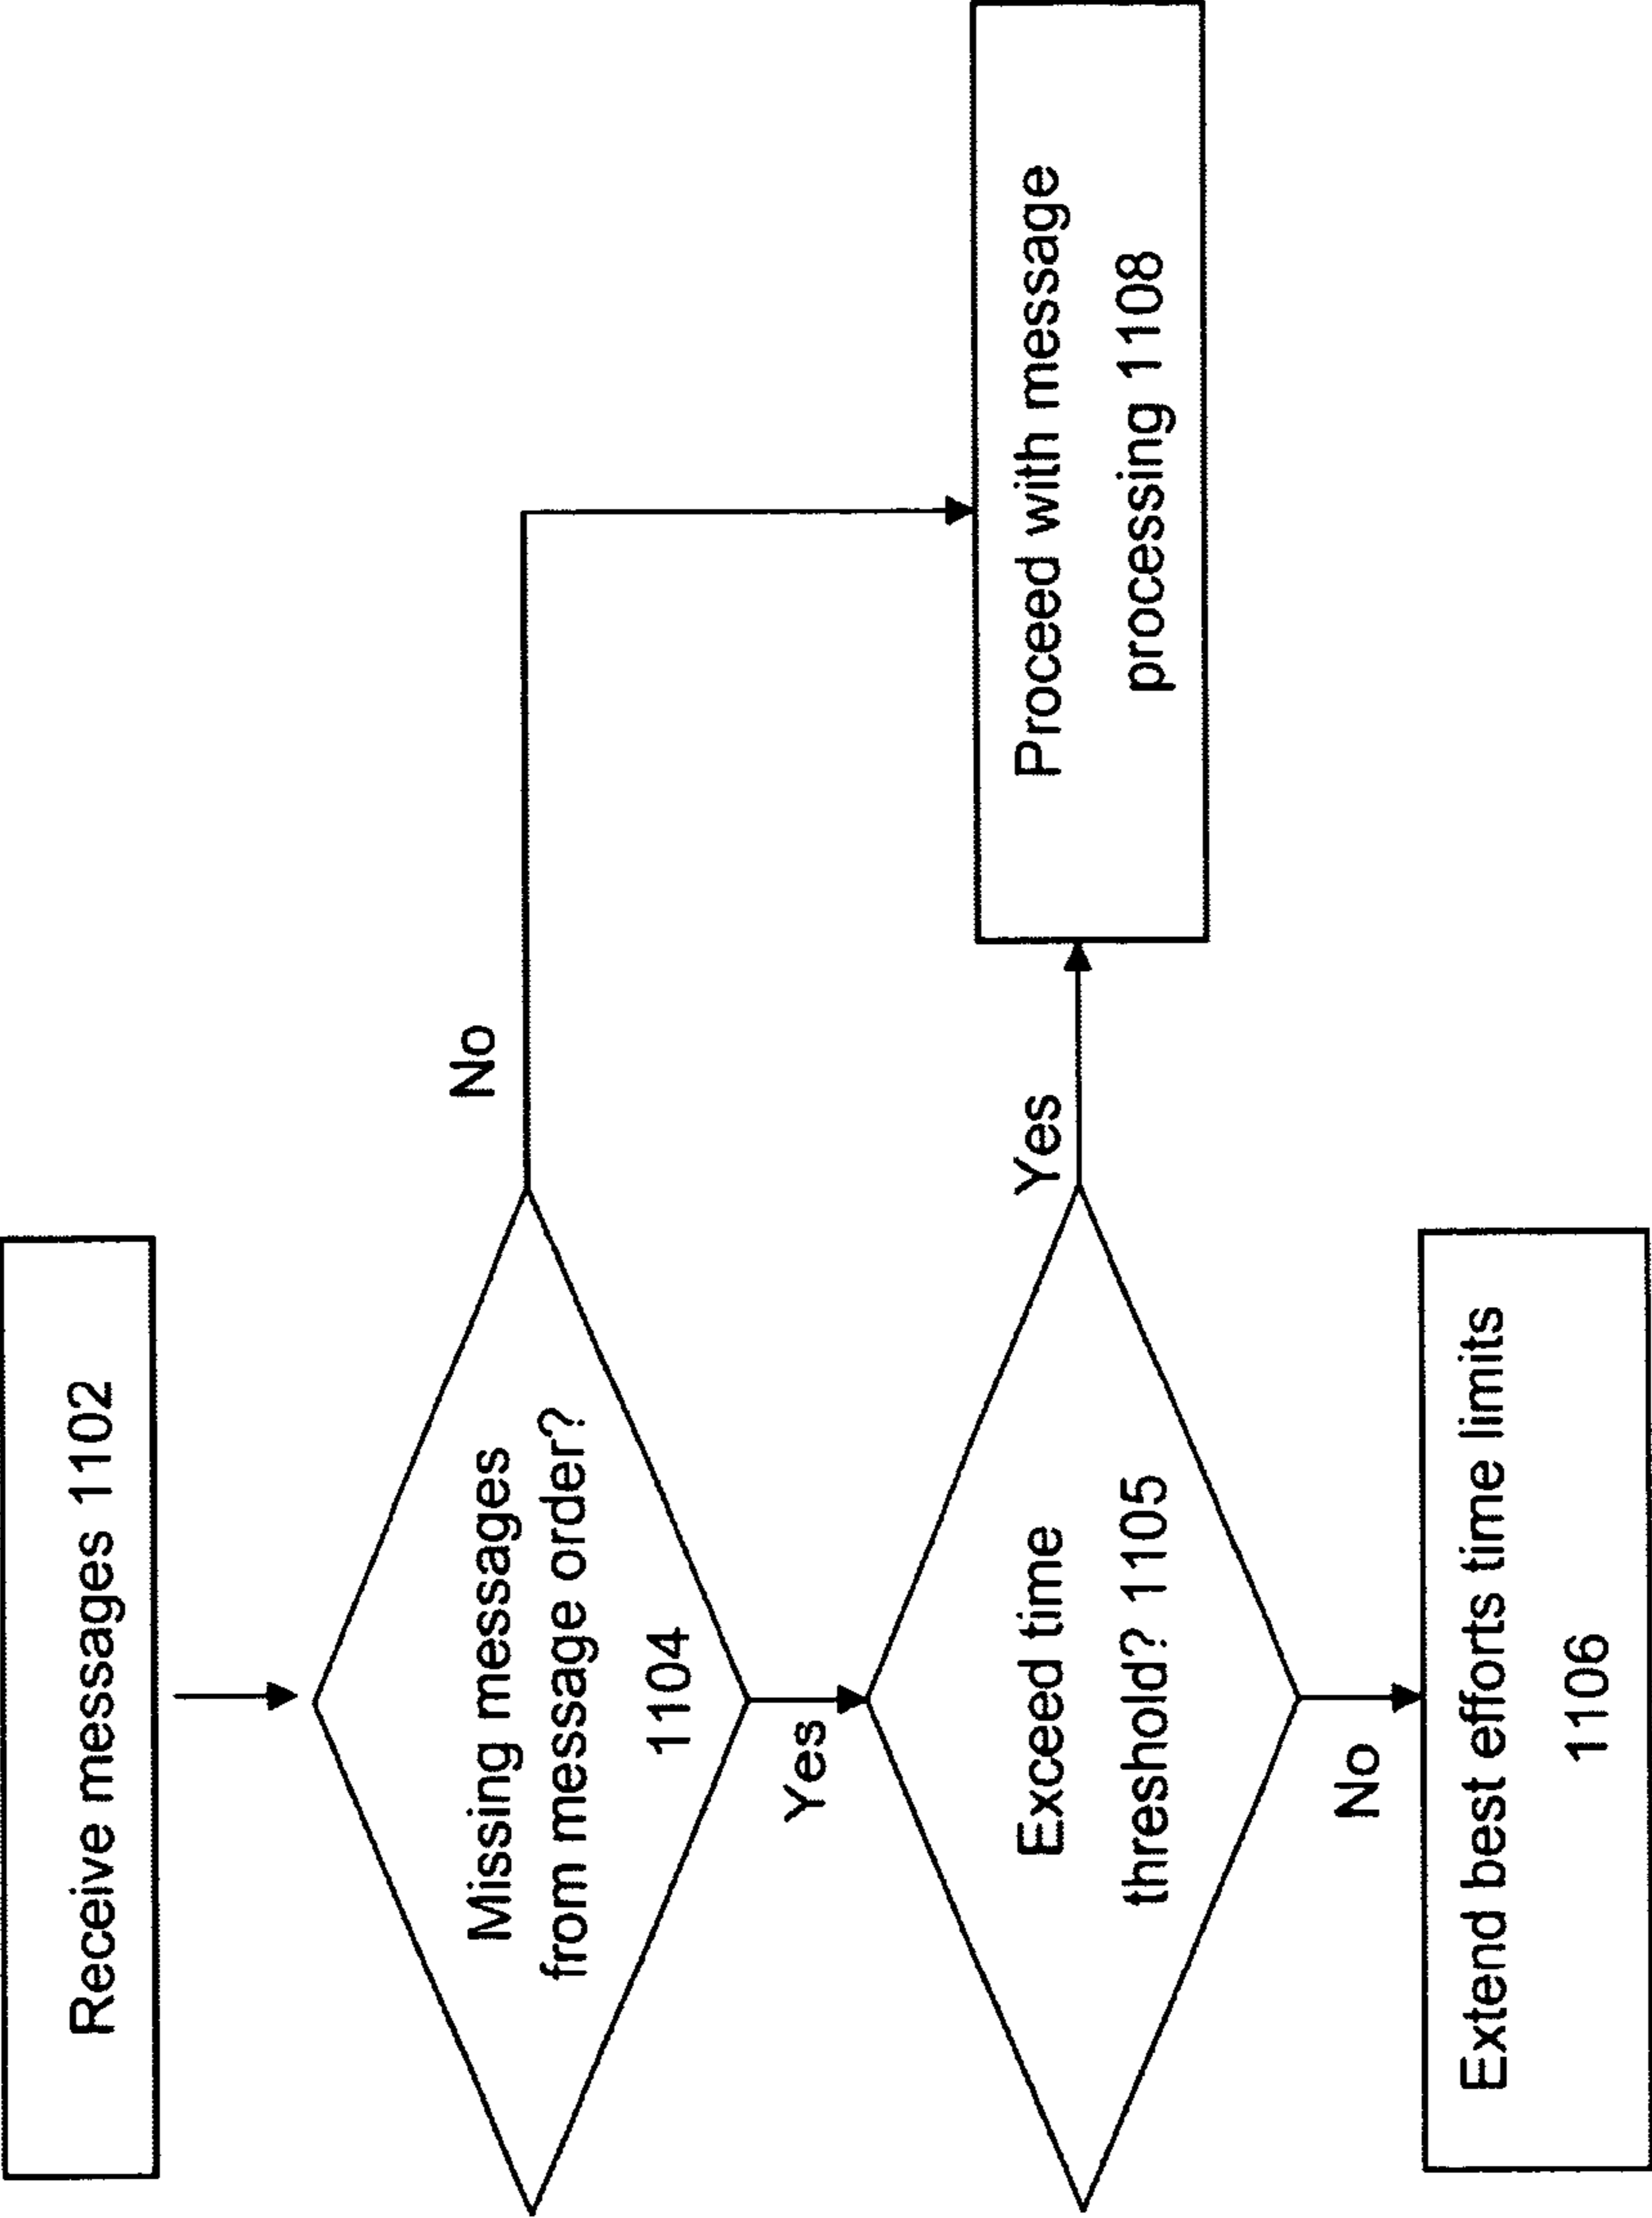 Receive messages 1102
Missing messages
from message order?
1104
No
Yes
Exceed time
threshold? 1105
Yes
Proceed with message
processing 1108
No
Extend best efforts time limits
1106